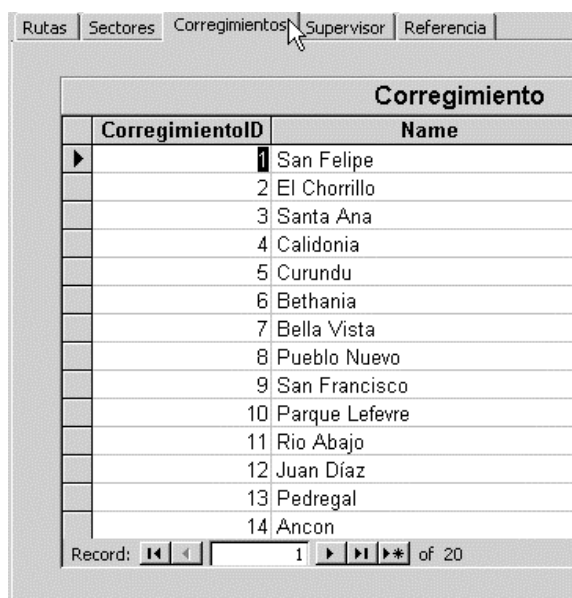 Rutas Sectores Corregimientos Supervisor Referencia
Corregimiento
CorregimientoID Name
1 San Felipe
2 El Chorrillo
3 Santa Ana
4 Calidonia
5 Curundu
6 Bethania
7 Bella Vista
8 Pueblo Nuevo
9 San Francisco
10 Parque Lefevre
11 Rio Abajo
12 Juan Díaz
13 Pedregal
14 Ancon
Record: 1 of 20